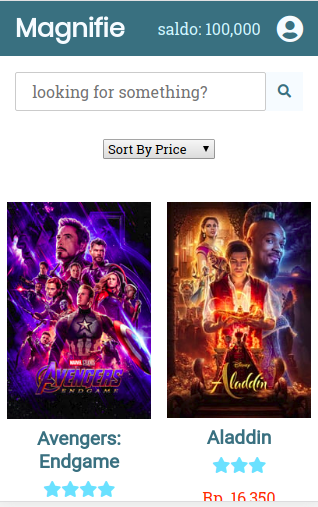 Magnifie
saldo: 100,000
looking for something?
Sort By Price
MARVEL STUDIOS
AVENGERS
ENDGAME
Disney
Aladdin
Avengers:
Endgame
Aladdin
Rp. 16.350